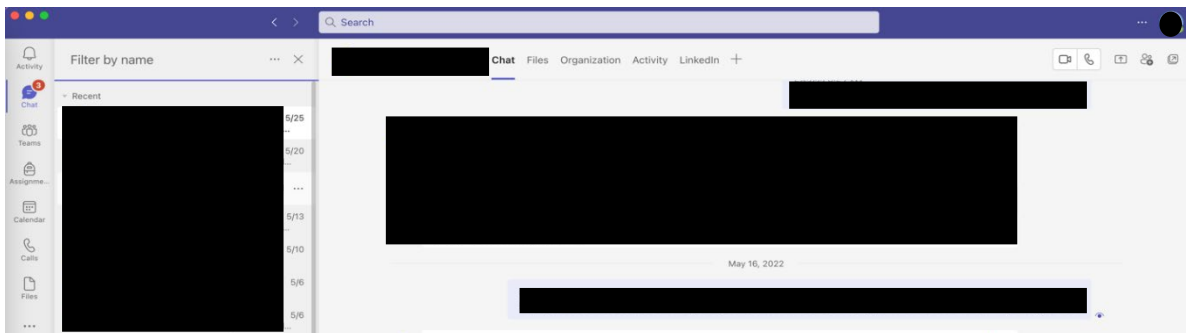 Search
Activity
3
Chat
Teams
Assignme...
Calendar
Calls
Files
Filter by name
Recent
5/25
5/20
5/13
5/10
5/6
5/6
Chat Files Organization Activity LinkedIn
May 16, 2022